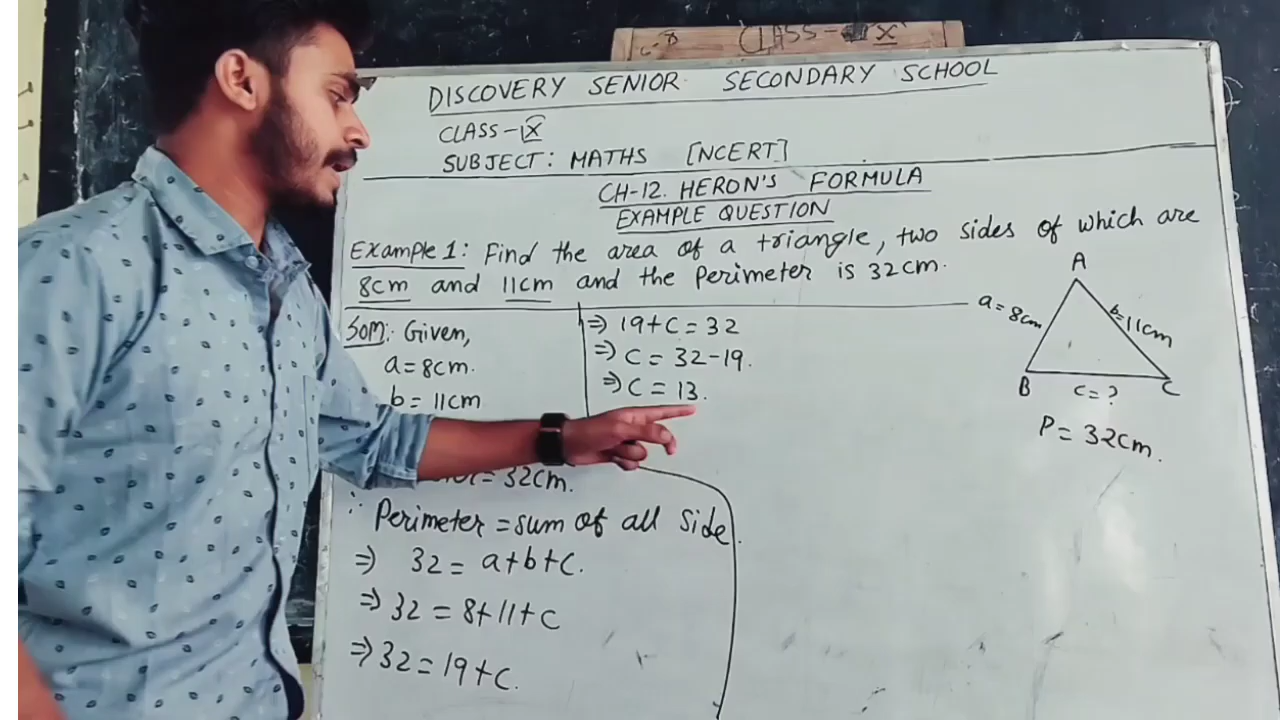 CLASS - X
DISCOVERY SENIOR SECONDARY SCHOOL
CLASS - IX
SUBJECT: MATHS [NCERT]
CH-12. HERON'S FORMULA
EXAMPLE QUESTION
Example 1: Find the area of a triangle, two sides of which are
8cm and 11cm and the Perimeter is 32cm.
Som: Given,
a = 8cm.
b = 11cm
= 32cm.
∴ Perimeter = sum of all side.
⇒ 32 = a+b+c.
⇒ 32 = 8+11+c
⇒ 32 = 19+c.
⇒ 19+c = 32
⇒ c = 32-19.
⇒ c = 13.
A
a = 8cm
b = 11cm
B
C
c = ?
P = 32cm.